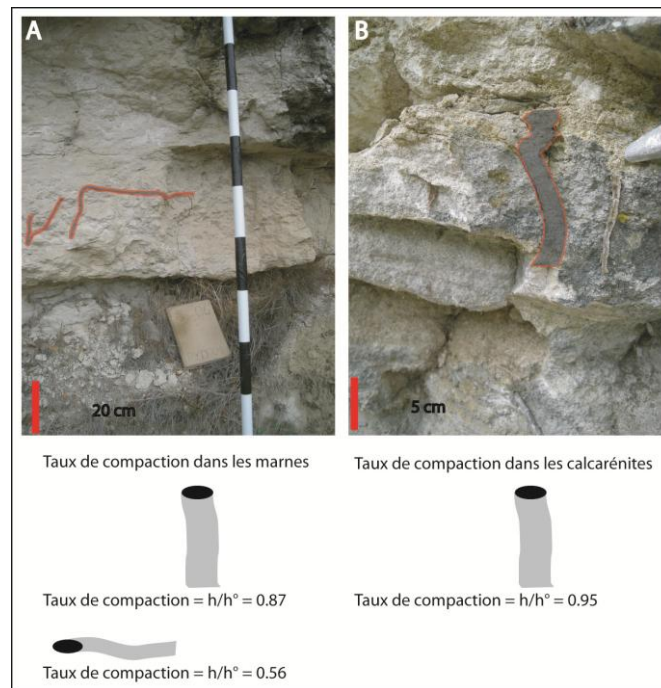 A
B
20 cm
5 cm
Taux de compaction dans les marnes
Taux de compaction dans les calcarénites
Taux de compaction = h/h° = 0.87
Taux de compaction = h/h° = 0.95
Taux de compaction = h/h° = 0.56